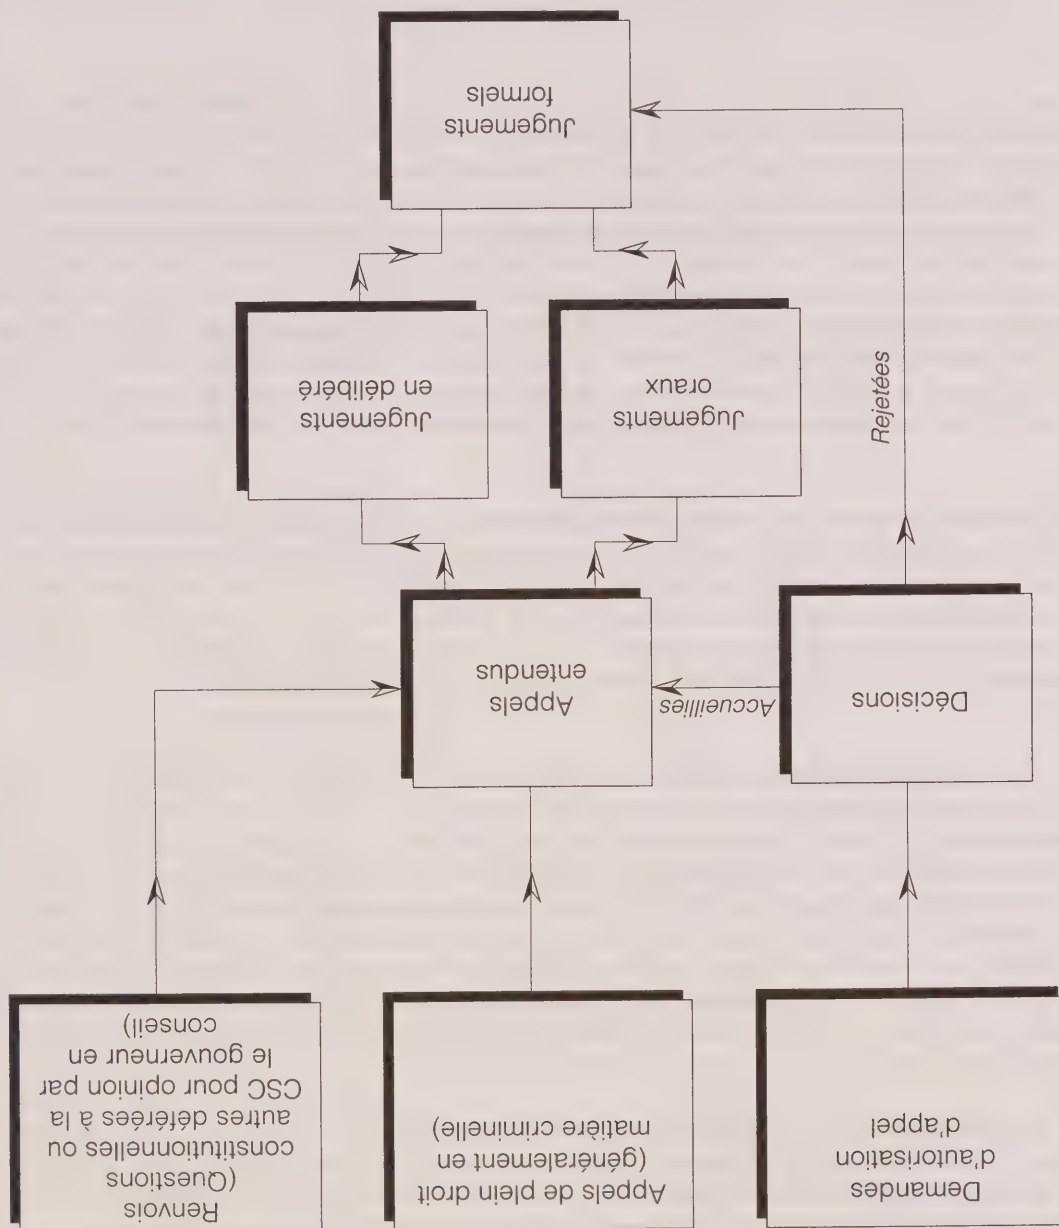 Demandes
d'autorisation
d'appel
Appels de plein droit
(généralement en
matière criminelle)
Renvois
(Questions
constitutionnelles ou
autres déférées à la
CSC pour opinion par
le gouverneur en
conseil)
Décisions
Accueillies
Appels
entendus
Rejetées
Jugements
oraux
Jugements
en délibéré
Jugements
formels